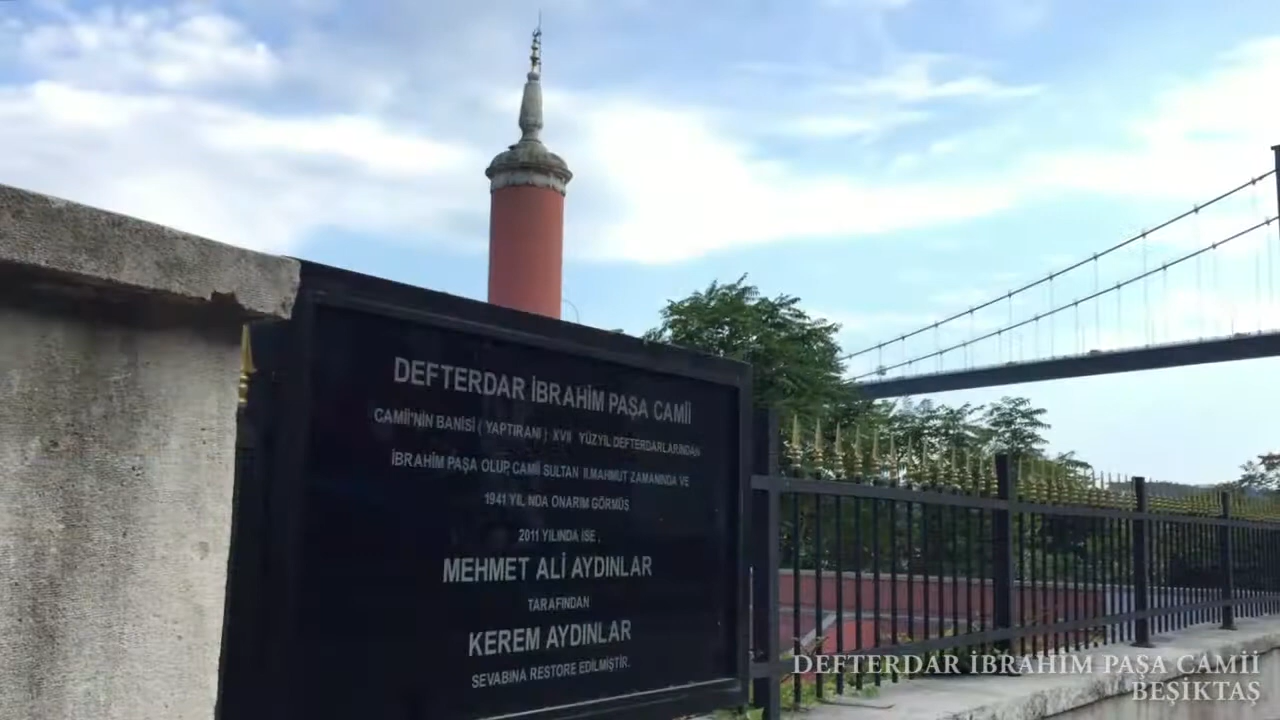 DEFTERDAR İBRAHİM PAŞA CAMİİ
CAMİİ'NİN BANİSİ ( YAPTIRANI ) XVII YÜZYIL DEFTERDARLARINDAN
İBRAHİM PAŞA OLUP, CAMİİ SULTAN II.MAHMUT ZAMANINDA VE
1941 YIL NDA ONARIM GÖRMÜŞ
2011 YILINDA İSE ,
MEHMET ALİ AYDINLAR
TARAFINDAN
KEREM AYDINLAR
SEVABINA RESTORE EDİLMİŞTİR.
DEFTERDAR İBRAHİM PAŞA CAMİİ
BEŞİKTAŞ